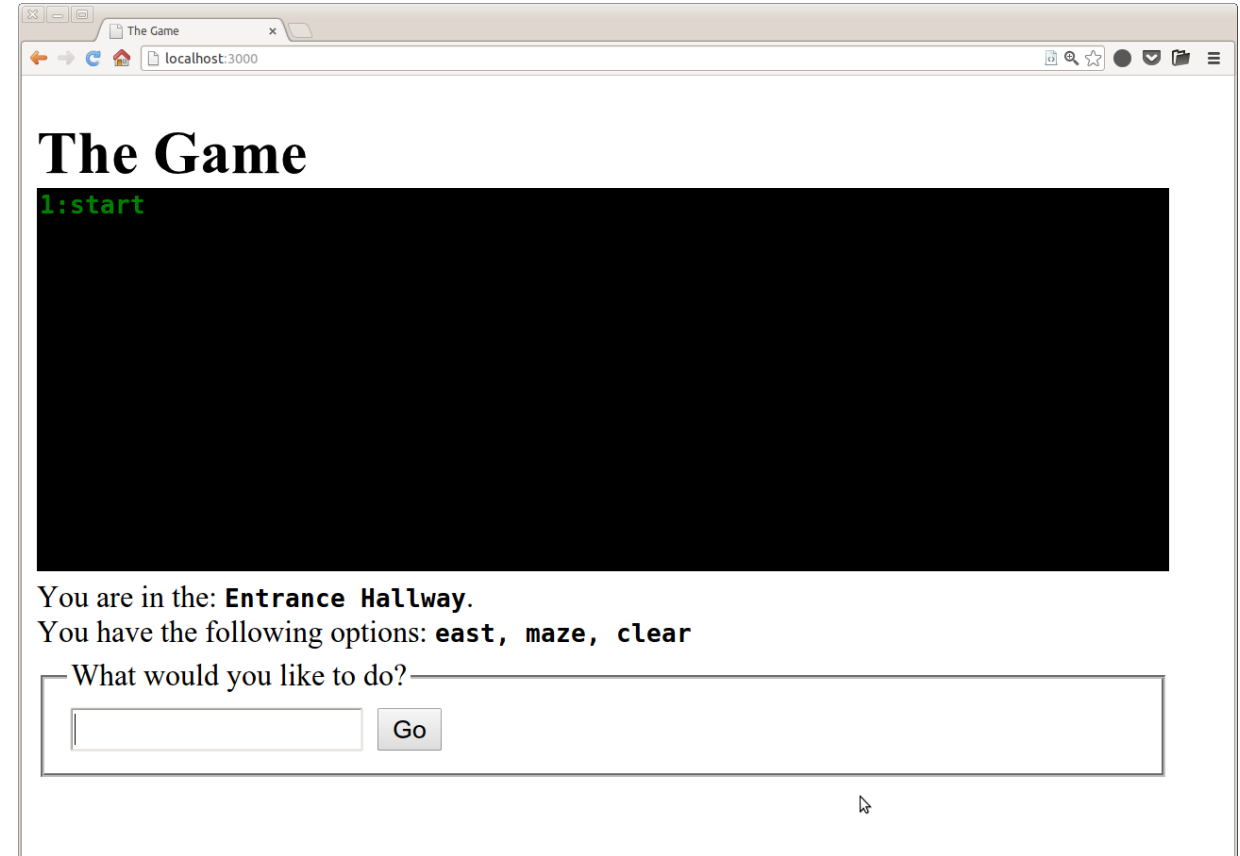 The Game
localhost:3000
The Game
1:start
You are in the: Entrance Hallway.
You have the following options: east, maze, clear
What would you like to do?
Go